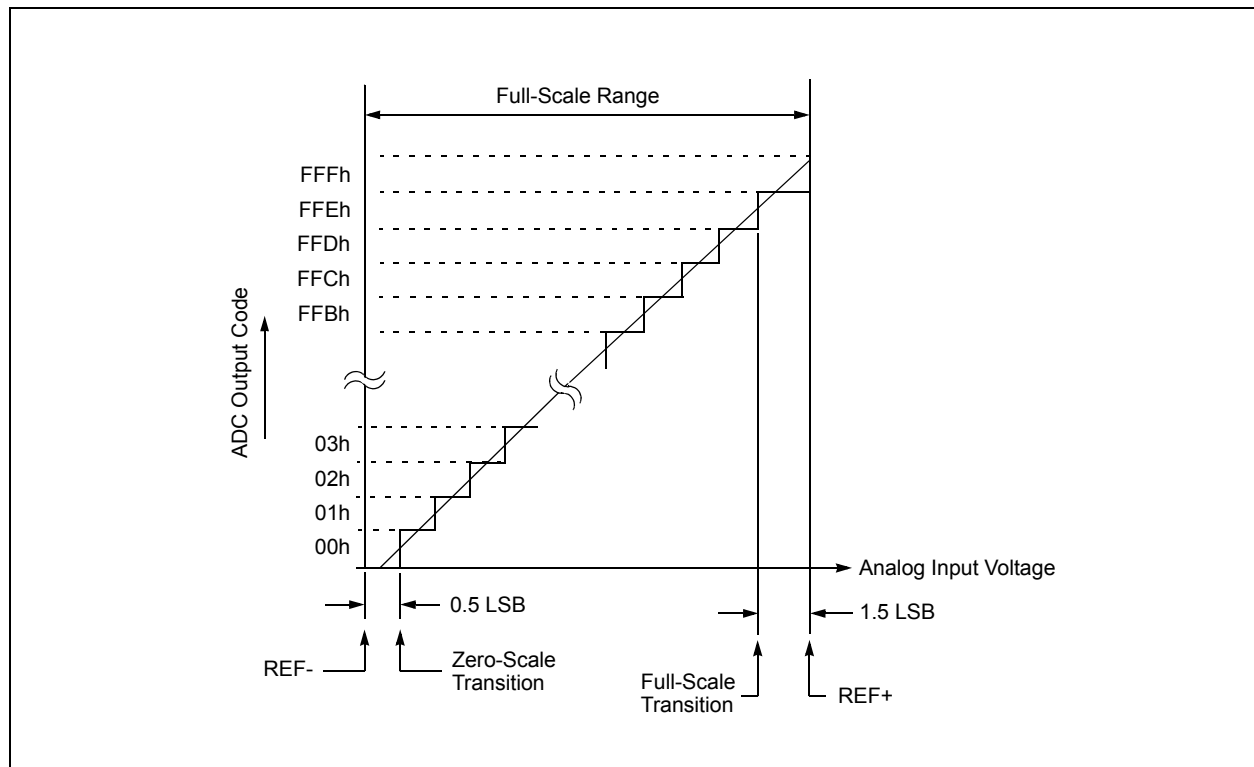 Full-Scale Range
FFFh
FFEh
FFDh
FFCh
FFBh
ADC Output Code
03h
02h
01h
00h
Analog Input Voltage
0.5 LSB
1.5 LSB
REF-
Zero-Scale
Transition
Full-Scale
Transition
REF+